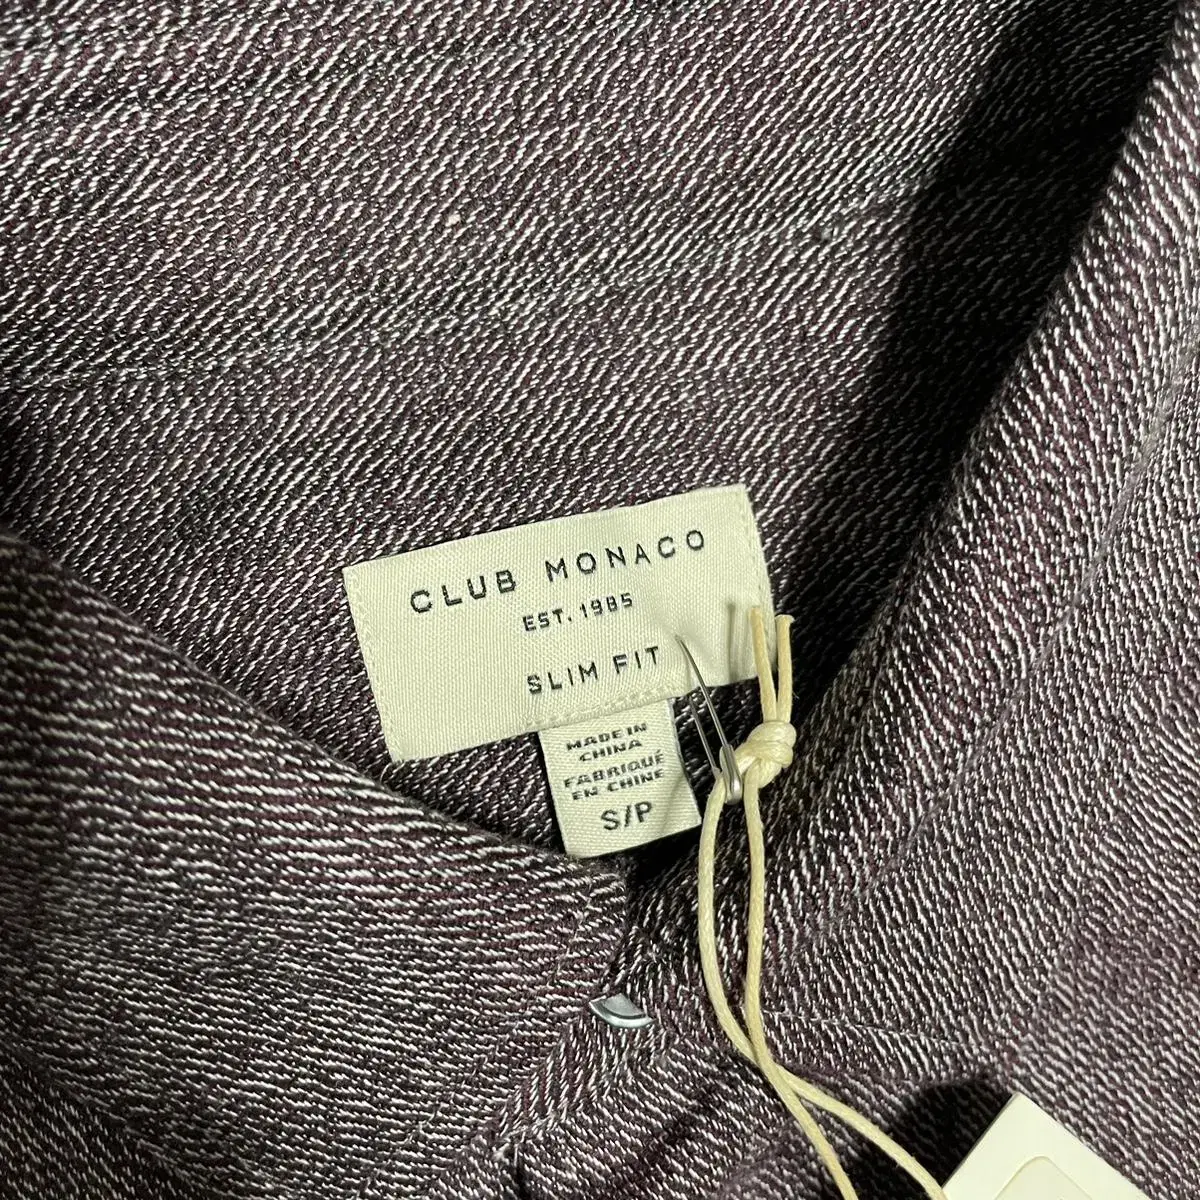 CLUB MONACO
EST. 1985
SLIM FIT
MADE IN
CHINA
FABRIQUÉ
EN CHINE
S/P